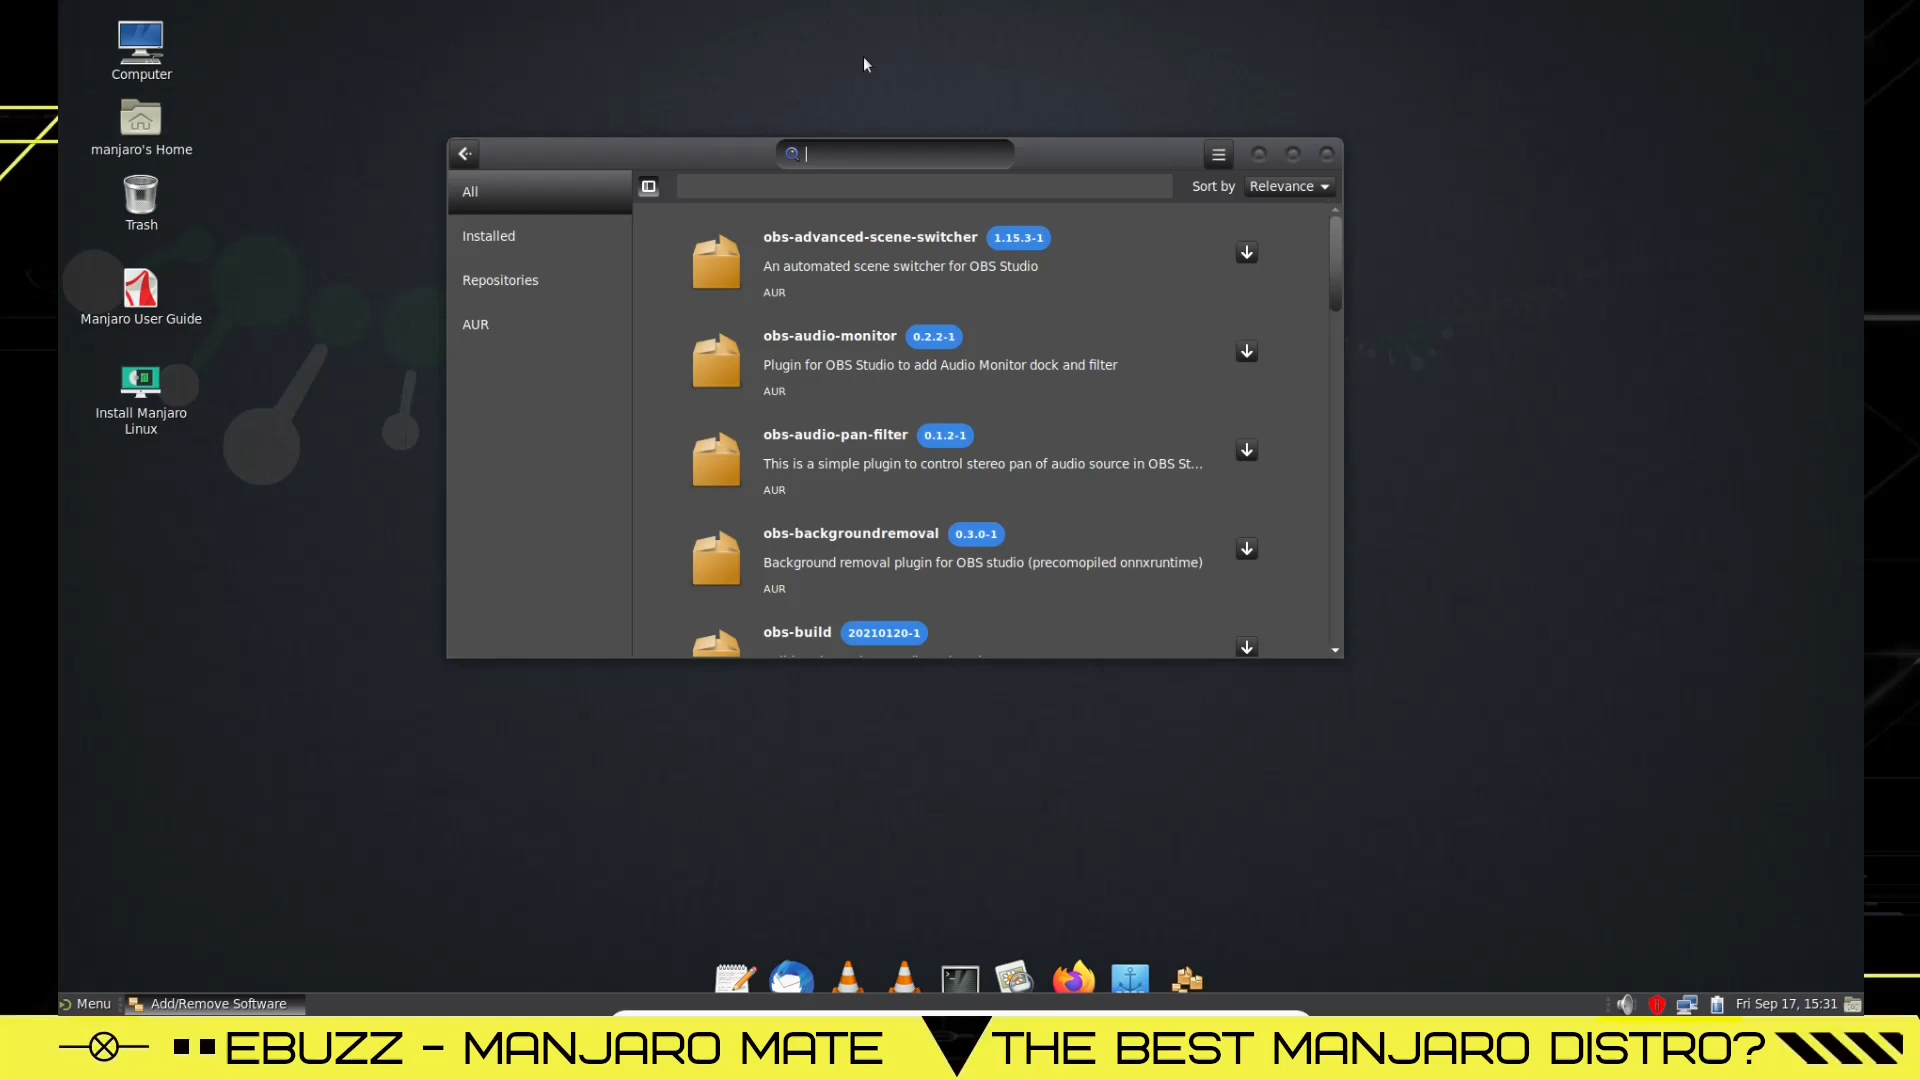 Computer
manjaro's Home
Trash
Manjaro User Guide
Install Manjaro
Linux
All
Installed
Repositories
AUR
Sort by Relevance
obs-advanced-scene-switcher 1.15.3-1
An automated scene switcher for OBS Studio
AUR
obs-audio-monitor 0.2.2-1
Plugin for OBS Studio to add Audio Monitor dock and filter
AUR
obs-audio-pan-filter 0.1.2-1
This is a simple plugin to control stereo pan of audio source in OBS St...
AUR
obs-backgroundremoval 0.3.0-1
Background removal plugin for OBS studio (precomopiled onnxruntime)
AUR
obs-build 20210120-1
Menu Add/Remove Software
Fri Sep 17, 15:31
EBUZZ - MANJARO MATE THE BEST MANJARO DISTRO?